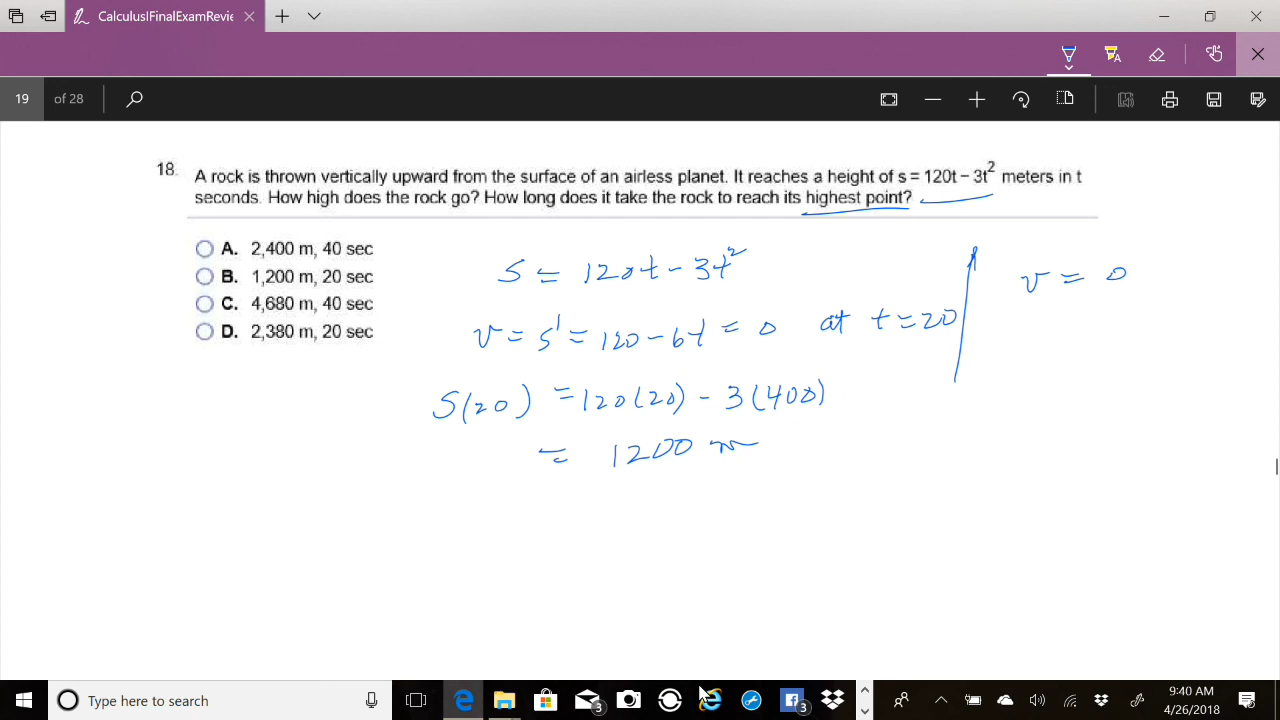 CalculusIFinalExamRevie
19 of 28
18. A rock is thrown vertically upward from the surface of an airless planet. It reaches a height of s = 120t − 3t² meters in t
seconds. How high does the rock go? How long does it take the rock to reach its highest point?
A. 2,400 m, 40 sec
B. 1,200 m, 20 sec
C. 4,680 m, 40 sec
D. 2,380 m, 20 sec
s = 120t − 3t²
v = 0
v = s' = 120 − 6t = 0 at t = 20
S(20) = 120(20) − 3(400)
= 1200 m
Type here to search
3
3
9:40 AM
4/26/2018